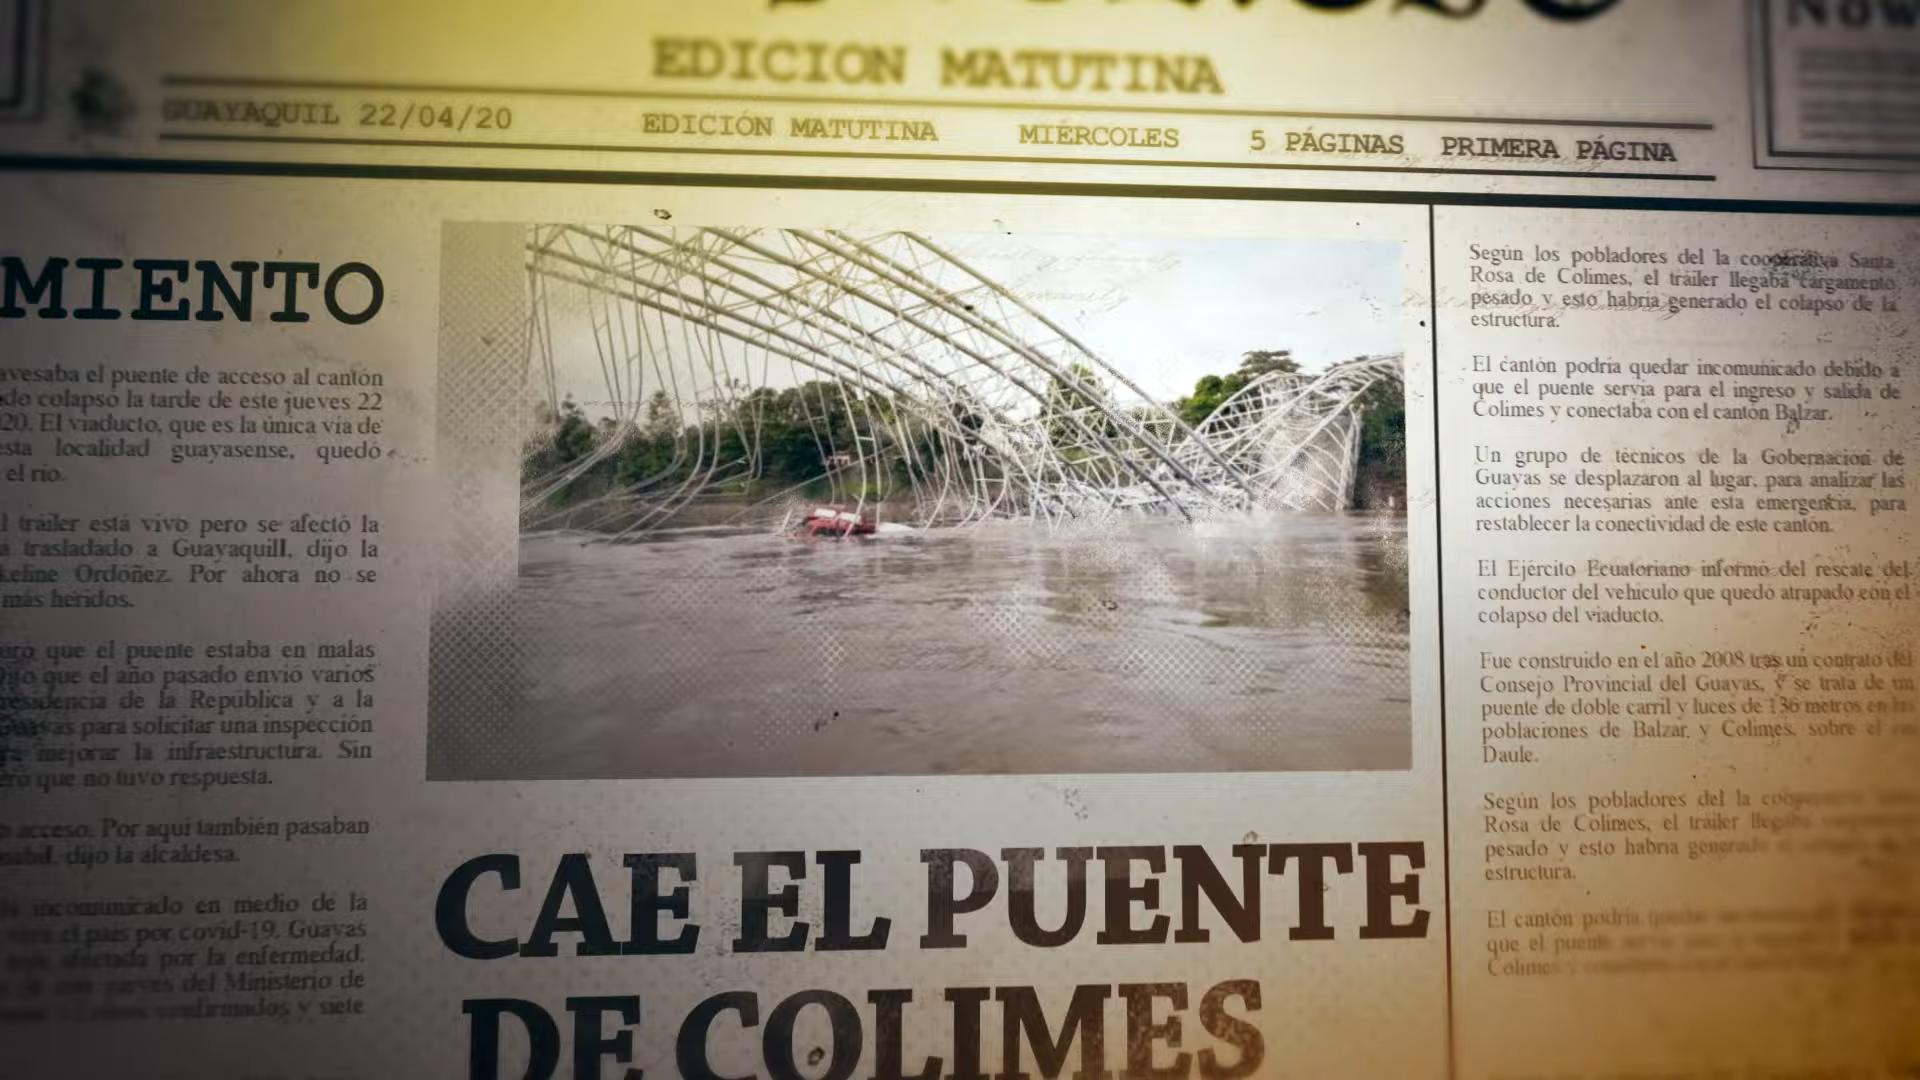 Now
EDICION MATUTINA
GUAYAQUIL 22/04/20 EDICIÓN MATUTINA MIERCOLES 5 PÁGINAS PRIMERA PÁGINA
MIENTO
avesaba el puente de acceso al cantón
do colapsó la tarde de este jueves 22
20. El viaducto, que es la única vía de
esta localidad guayasense, quedó
el río.
l tráiler está vivo pero se afectó la
a trasladado a Guayaquill, dijo la
keline Ordóñez. Por ahora no se
más heridos.
que el puente estaba en malas
que el año pasado envió varios
residencia de la República y a la
Guayas para solicitar una inspección
mejorar la infraestructura. Sin
eró que no tuvo respuesta.
acceso. Por aquí también pasaban
dijo la alcaldesa.
incomunicado en medio de la
el país por covid-19. Guayas
afectada por la enfermedad.
del Ministerio de
confirmados y siete
CAE EL PUENTE
DE COLIMES
Según los pobladores del la cooperativa Santa
Rosa de Colimes, el tráiler llegaba cargamento
pesado y esto habría generado el colapso de la
estructura.
El cantón podría quedar incomunicado debido a
que el puente servía para el ingreso y salida de
Colimes y conectaba con el cantón Balzar.
Un grupo de técnicos de la Gobernación de
Guayas se desplazaron al lugar, para analizar las
acciones necesarias ante esta emergencia, para
restablecer la conectividad de este cantón.
El Ejército Ecuatoriano informó del rescate del
conductor del vehículo que quedó atrapado con el
colapso del viaducto.
Fue construido en el año 2008 tras un contrato del
Consejo Provincial del Guayas, y se trata de un
puente de doble carril y luces de 136 metros en las
poblaciones de Balzar, y Colimes, sobre el
Daule.
Según los pobladores del la
Rosa de Colimes, el tráiler
pesado y esto habría
estructura.
El cantón podría
que el puente
Colimes